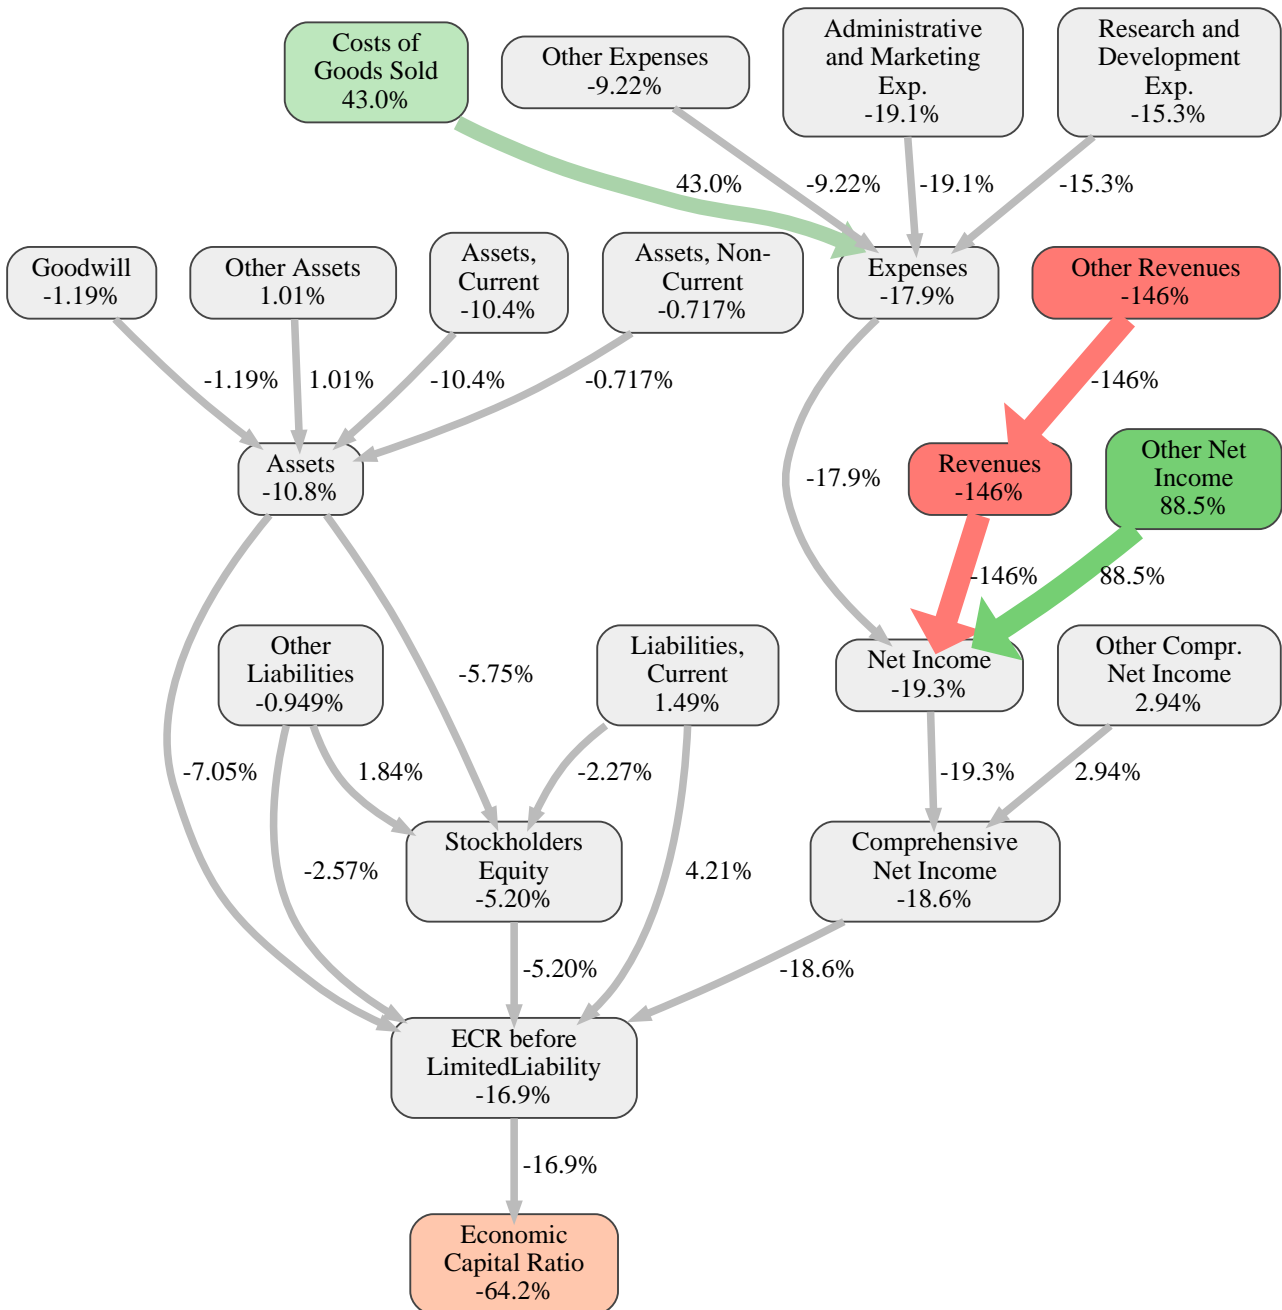 Costs of
Goods Sold
43.0%
Other Expenses
-9.22%
Administrative
and Marketing
Exp.
-19.1%
Research and
Development
Exp.
-15.3%
43.0%
-9.22%
-19.1%
-15.3%
Goodwill
-1.19%
Other Assets
1.01%
Assets,
Current
-10.4%
Assets, Non-
Current
-0.717%
Expenses
-17.9%
Other Revenues
-146%
-1.19%
1.01%
-10.4%
-0.717%
-146%
Assets
-10.8%
-17.9%
Revenues
-146%
Other Net
Income
88.5%
-146%
88.5%
Other
Liabilities
-0.949%
-5.75%
Liabilities,
Current
1.49%
Net Income
-19.3%
Other Compr.
Net Income
2.94%
-7.05%
1.84%
-2.27%
-19.3%
2.94%
-2.57%
Stockholders
Equity
-5.20%
4.21%
Comprehensive
Net Income
-18.6%
-5.20%
-18.6%
ECR before
LimitedLiability
-16.9%
-16.9%
Economic
Capital Ratio
-64.2%